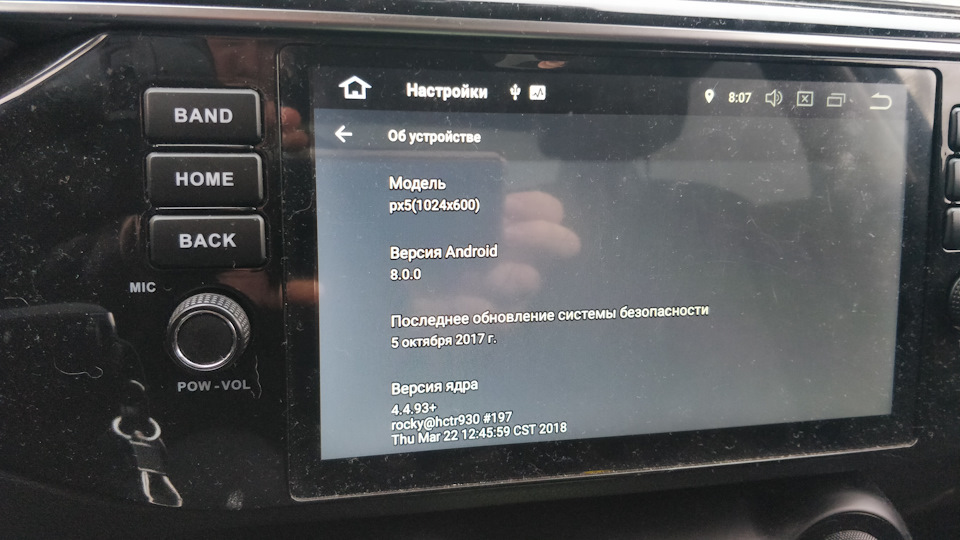 BAND
HOME
BACK
MIC
POW-VOL
Настройки
8:07
Об устройстве
Модель
px5(1024x600)
Версия Android
8.0.0
Последнее обновление системы безопасности
5 октября 2017 г.
Версия ядра
4.4.93+
rocky@hctr930 #197
Thu Mar 22 12:45:59 CST 2018